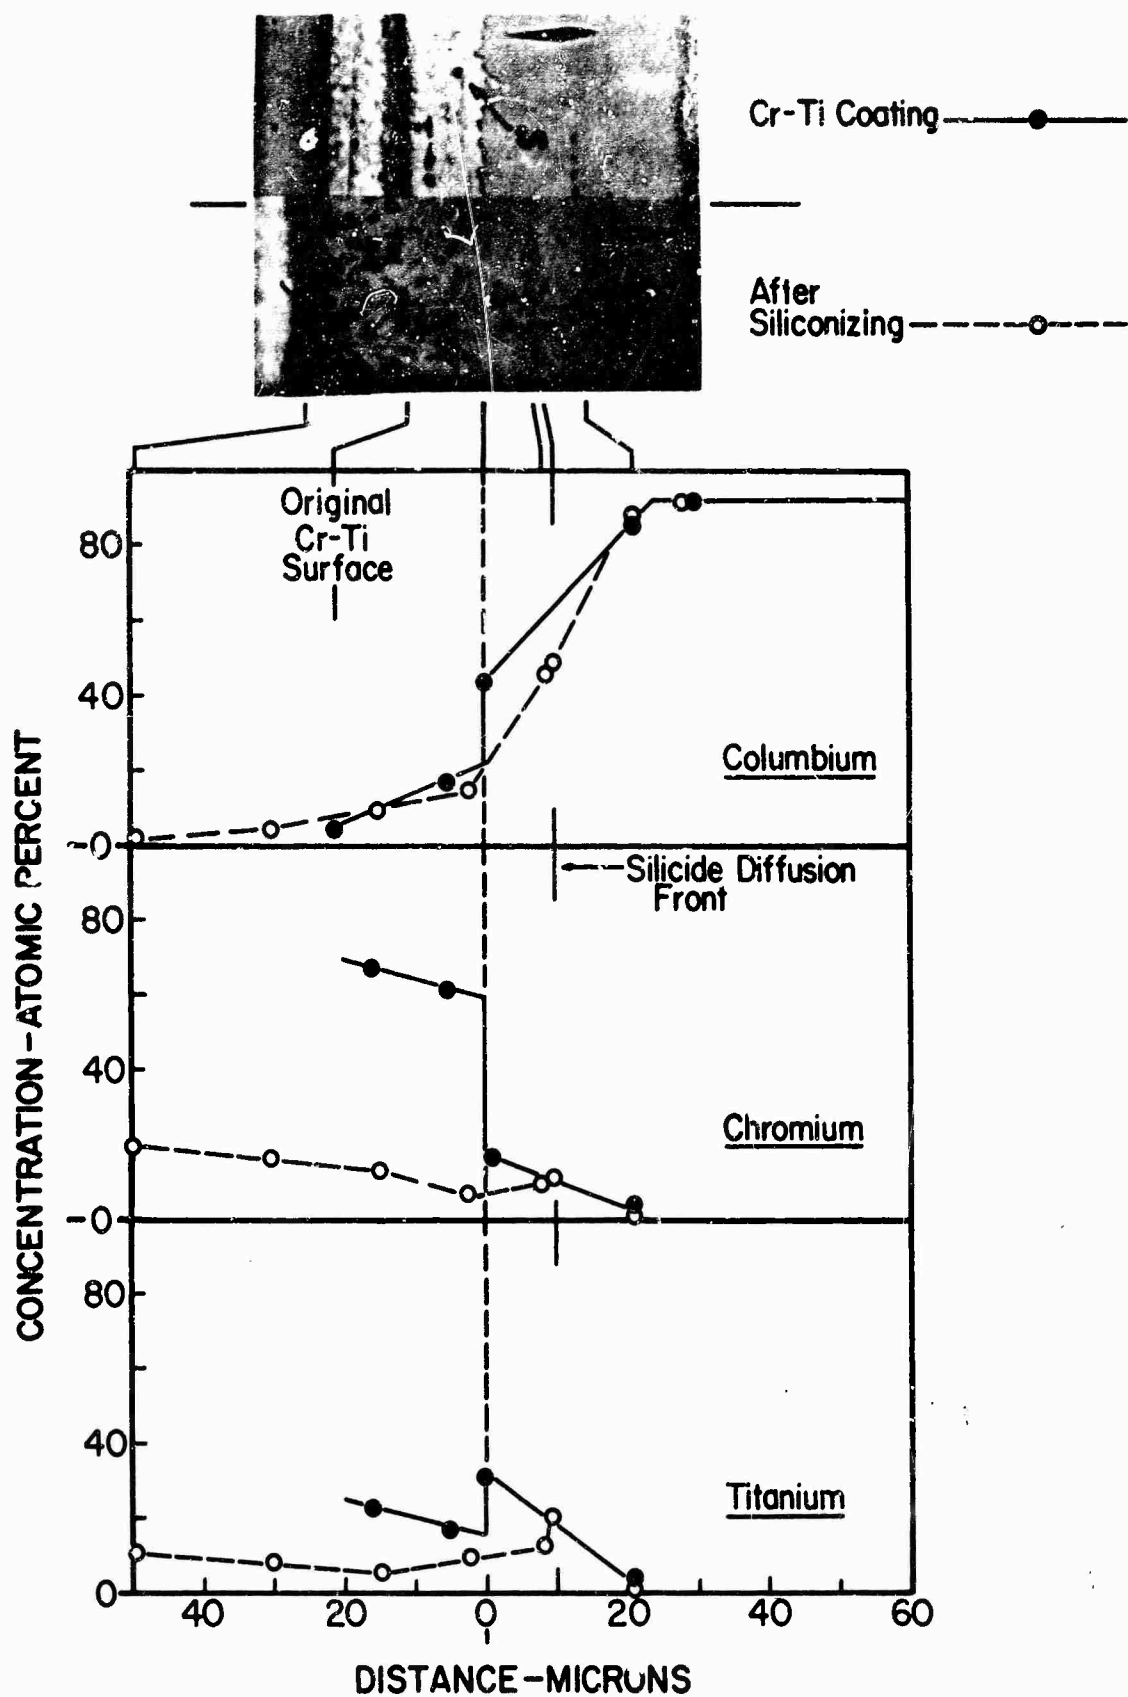 Cr-Ti Coating
After
Siliconizing
Original
Cr-Ti
Surface
80
40
0
Columbium
Silicide Diffusion
Front
80
40
0
Chromium
80
40
0
Titanium
40
20
0
20
40
60
CONCENTRATION-ATOMIC PERCENT
DISTANCE-MICRONS